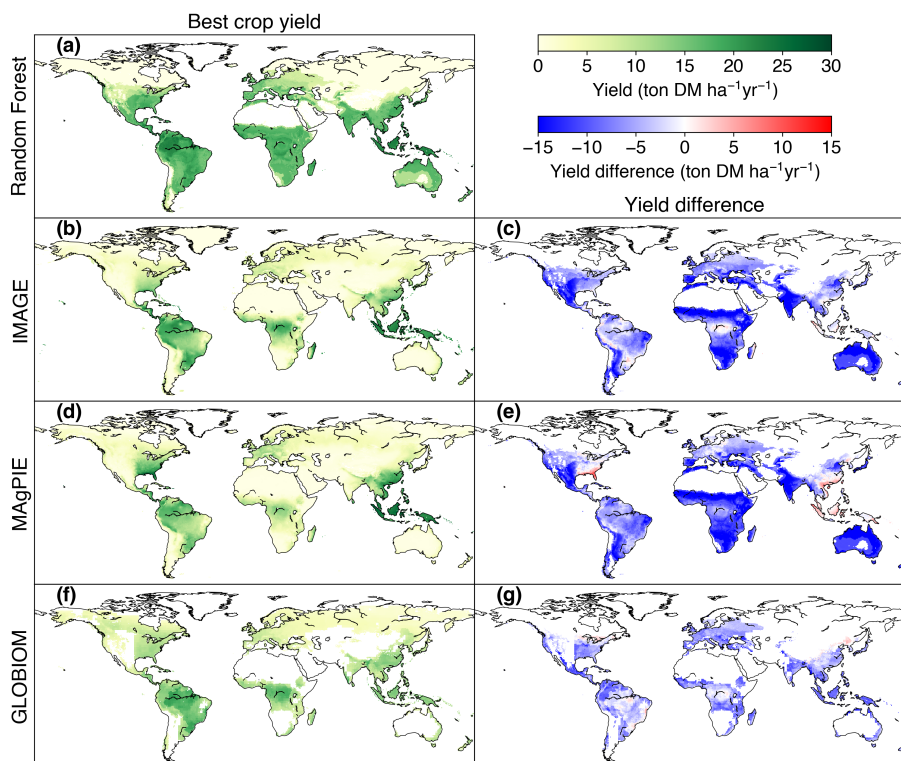 Best crop yield
Random Forest
(a)
0 5 10 15 20 25 30
Yield (ton DM ha⁻¹yr⁻¹)
−15 −10 −5 0 5 10 15
Yield difference (ton DM ha⁻¹yr⁻¹)
Yield difference
IMAGE
(b)
(c)
MAgPIE
(d)
(e)
GLOBIOM
(f)
(g)